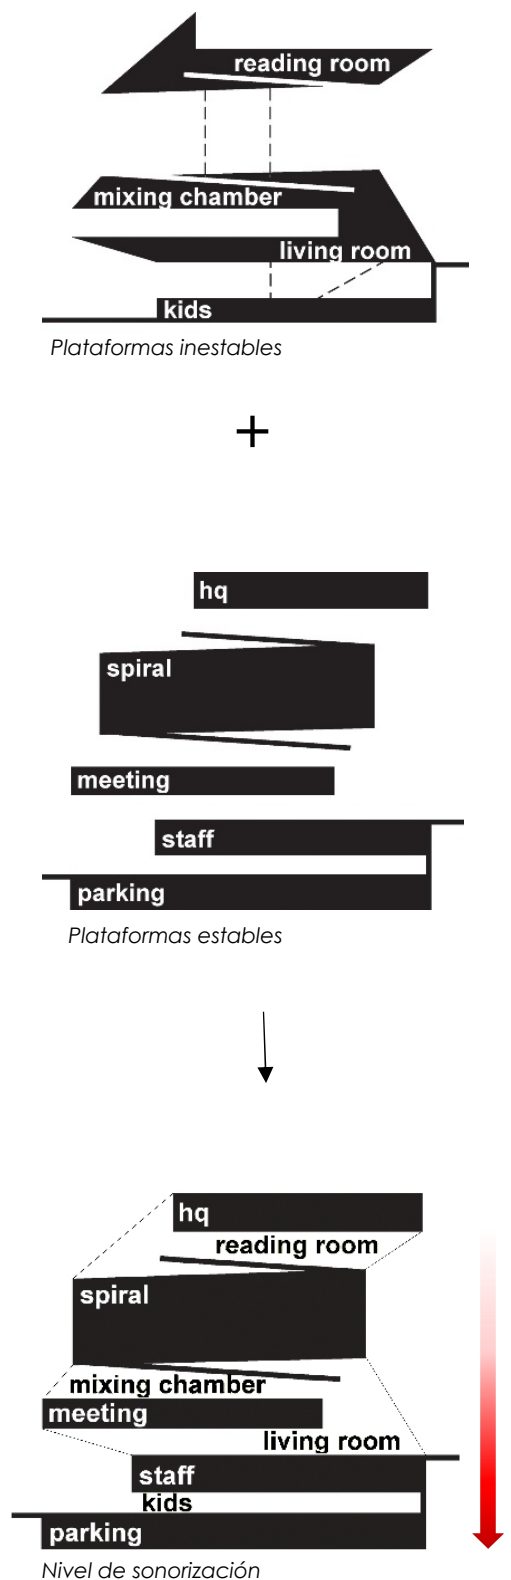 reading room
mixing chamber
living room
kids
Plataformas inestables
+
hq
spiral
meeting
staff
parking
Plataformas estables
hq
reading room
spiral
mixing chamber
meeting
living room
staff
kids
parking
Nivel de sonorización